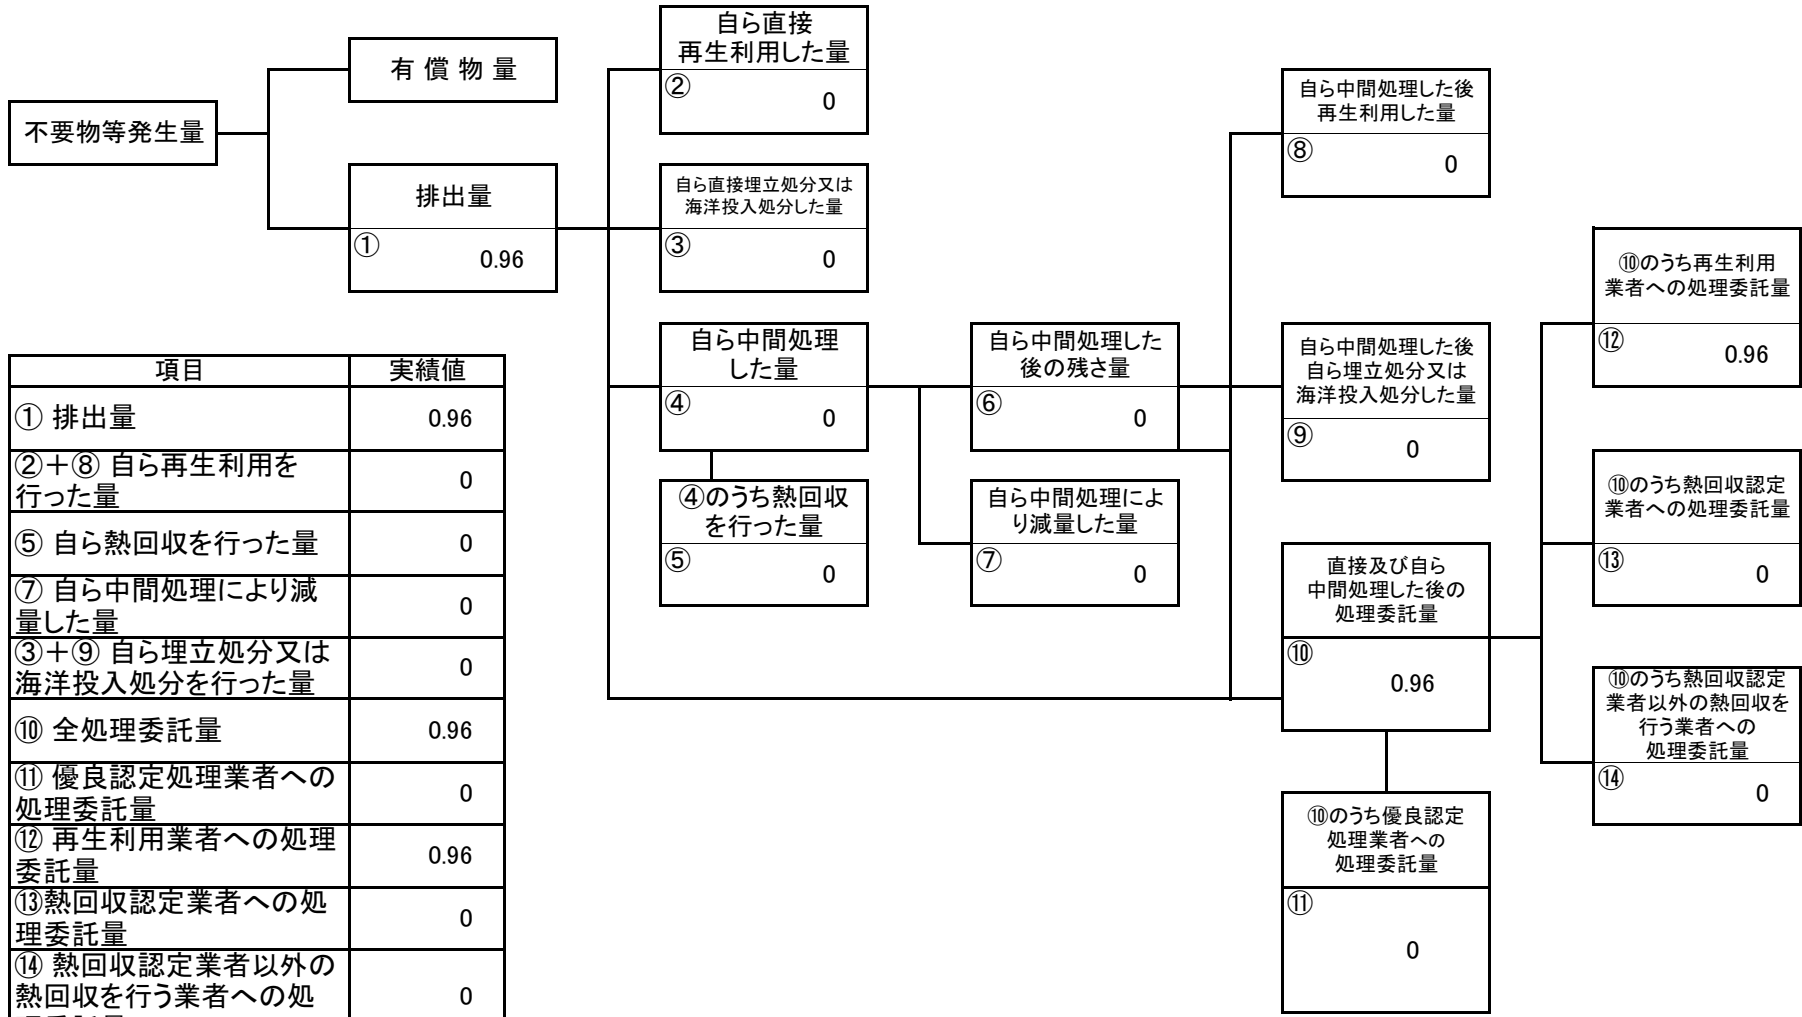 不要物等発生量
有償物量
排出量
①
0.96
自ら直接
再生利用した量
②
0
自ら直接埋立処分又は
海洋投入処分した量
③
0
自ら中間処理
した量
④
0
④のうち熱回収
を行った量
⑤
0
自ら中間処理した
後の残さ量
⑥
0
自ら中間処理によ
り減量した量
⑦
0
自ら中間処理した後
再生利用した量
⑧
0
自ら中間処理した後
自ら埋立処分又は
海洋投入処分した量
⑨
0
直接及び自ら
中間処理した後の
処理委託量
⑩
0.96
⑩のうち優良認定
処理業者への
処理委託量
⑪
0
⑩のうち再生利用
業者への処理委託量
⑫
0.96
⑩のうち熱回収認定
業者への処理委託量
⑬
0
⑩のうち熱回収認定
業者以外の熱回収を
行う業者への
処理委託量
⑭
0
項目 実績値
① 排出量 0.96
②+⑧ 自ら再生利用を
行った量
0
⑤ 自ら熱回収を行った量 0
⑦ 自ら中間処理により減
量した量
0
③+⑨ 自ら埋立処分又は
海洋投入処分を行った量
0
⑩ 全処理委託量 0.96
⑪ 優良認定処理業者への
処理委託量
0
⑫ 再生利用業者への処理
委託量
0.96
⑬熱回収認定業者への処
理委託量
0
⑭ 熱回収認定業者以外の
熱回収を行う業者への処
0